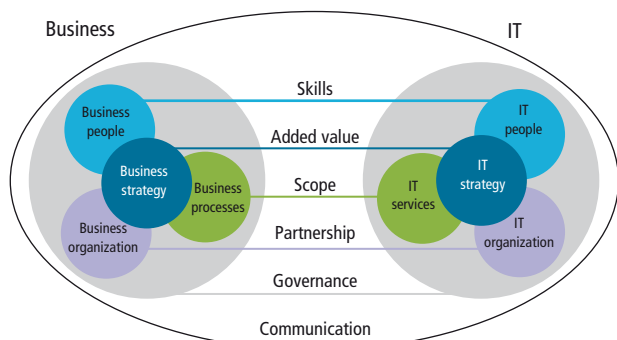 Business
IT
Skills
Business
people
IT
people
Added value
Business
strategy
IT
strategy
Scope
Business
processes
IT
services
Partnership
Business
organization
IT
organization
Governance
Communication